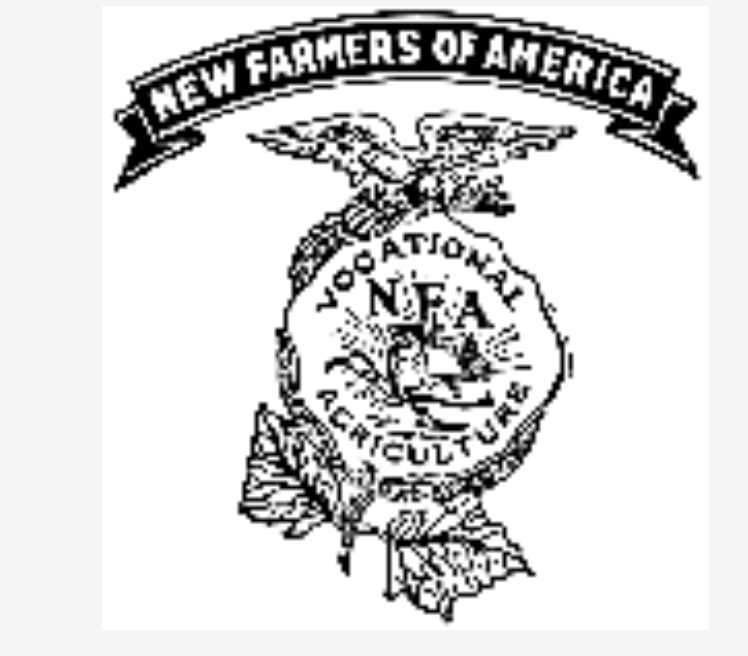 NEW FARMERS OF AMERICA
VOCATIONAL
NFA
AGRICULTURE